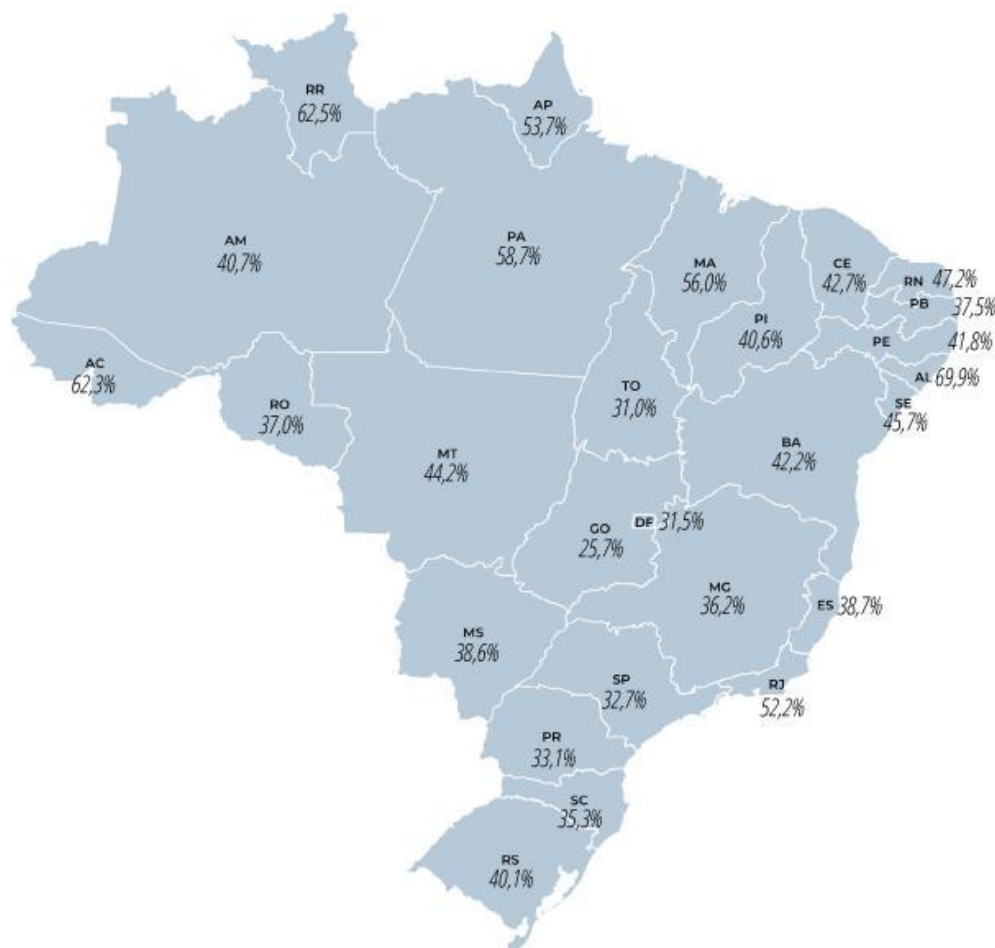 RR
62,5%
AP
53,7%
AM
40,7%
PA
58,7%
MA
56,0%
CE
42,7%
RN 47,2%
PB
37,5%
PI
40,6%
PE
41,8%
AL 69,9%
SE
45,7%
AC
62,3%
RO
37,0%
TO
31,0%
BA
42,2%
MT
44,2%
DF 31,5%
GO
25,7%
MG
36,2%
ES 38,7%
MS
38,6%
SP
32,7%
RJ
52,2%
PR
33,1%
SC
35,3%
RS
40,1%